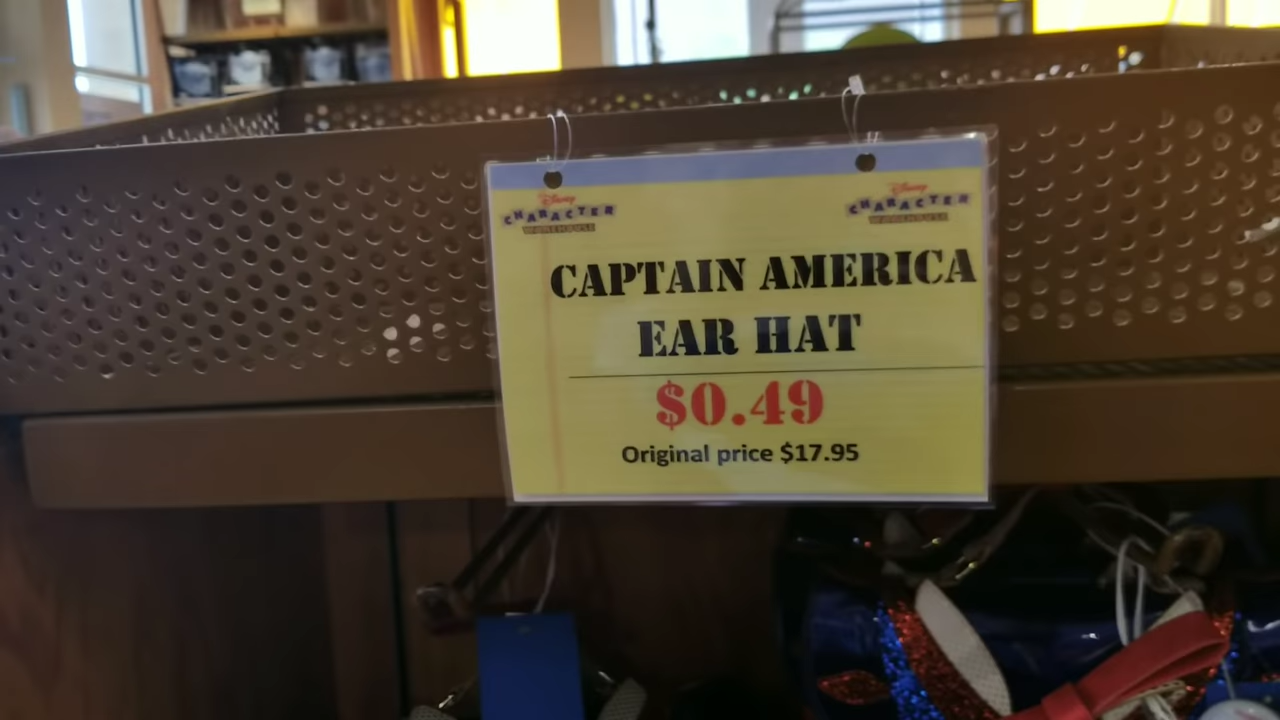 Disney
CHARACTER
WAREHOUSE
Disney
CHARACTER
WAREHOUSE
CAPTAIN AMERICA
EAR HAT
$0.49
Original price $17.95